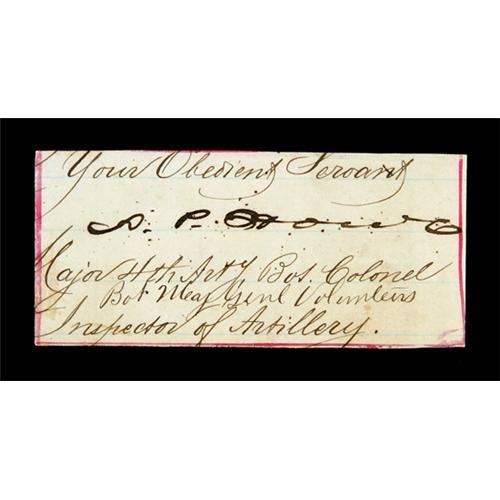 Your Obedient Servant
A. P. Howe
Major 4th Art'y, Bvt. Colonel
Bvt Maj Genl Volunteers
Inspector of Artillery.